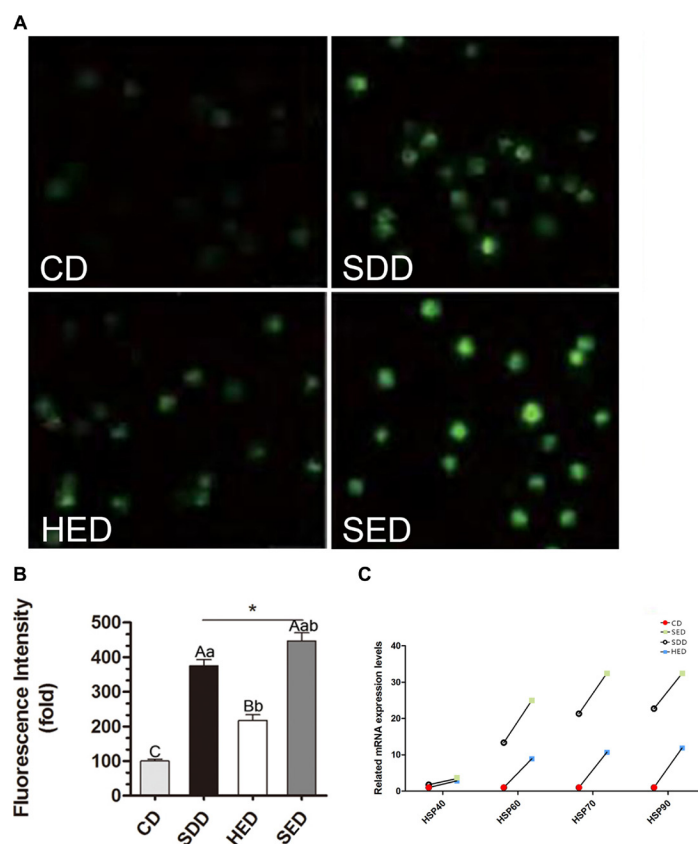 A
CD
SDD
HED
SED
B
Fluorescence Intensity
(fold)
500
400
300
200
100
0
C
Aa
Bb
Aab
*
CD
SDD
HED
SED
C
CD
SED
SDD
HED
Related mRNA expression levels
40
30
20
10
0
HSP40
HSP60
HSP70
HSP90